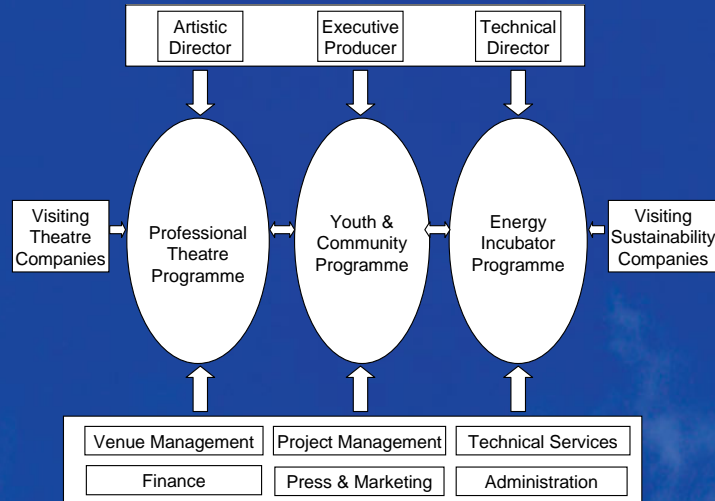 Artistic
Director
Executive
Producer
Technical
Director
Visiting
Theatre
Companies
Professional
Theatre
Programme
Youth &
Community
Programme
Energy
Incubator
Programme
Visiting
Sustainability
Companies
Venue Management
Project Management
Technical Services
Finance
Press & Marketing
Administration